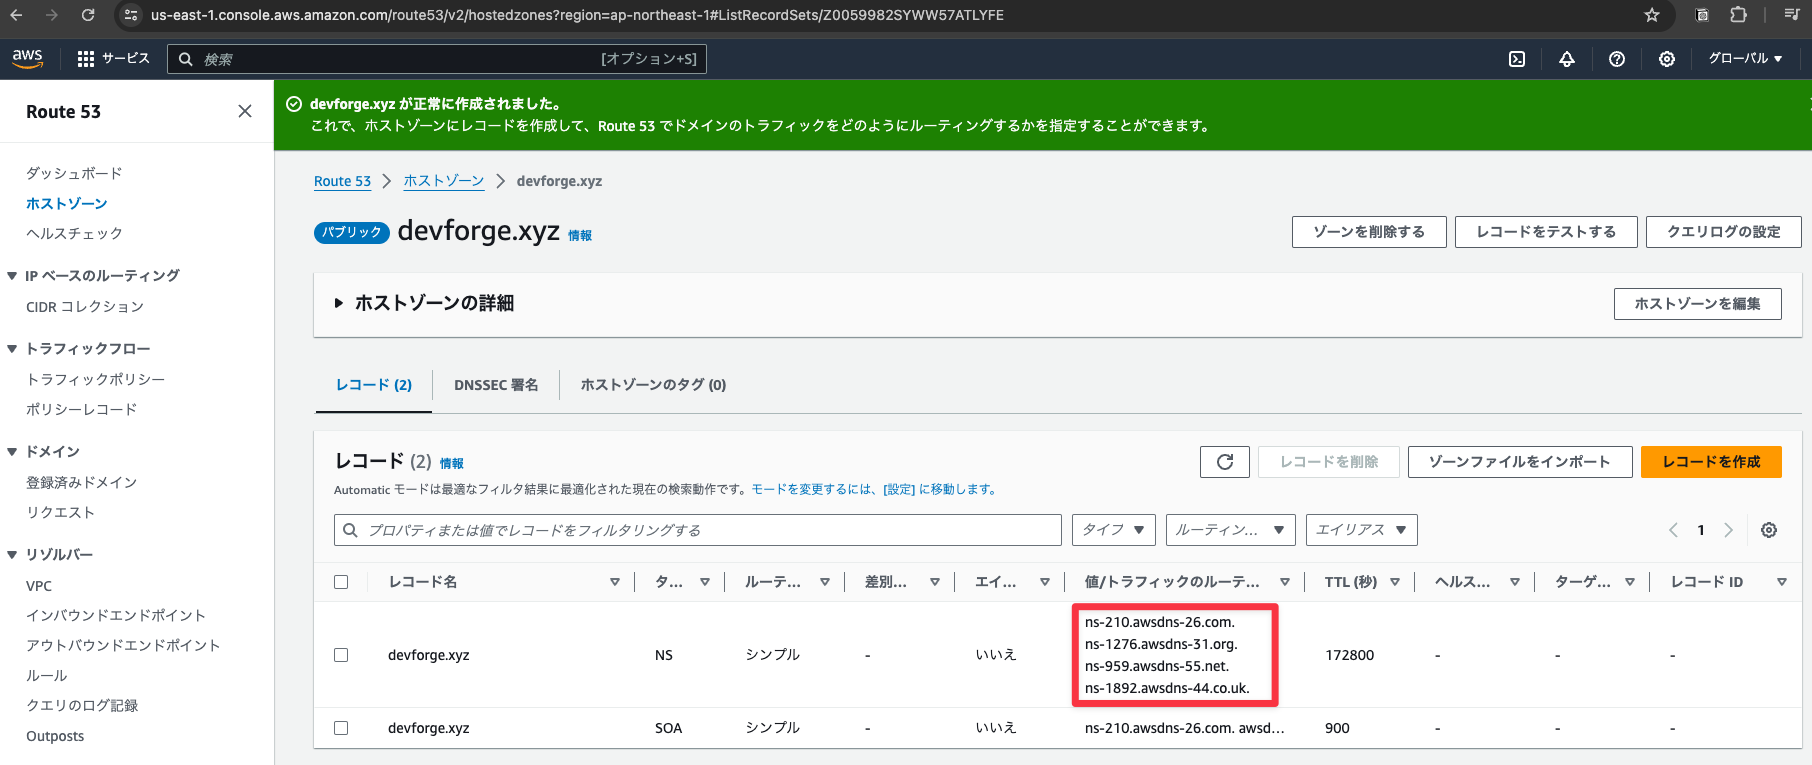 us-east-1.console.aws.amazon.com/route53/v2/hostedzones?region=ap-northeast-1#ListRecordSets/Z0059982SYWW57ATLYFE
aws
サービス
検索
[オプション+S]
グローバル
Route 53
ダッシュボード
ホストゾーン
ヘルスチェック
IP ベースのルーティング
CIDR コレクション
トラフィックフロー
トラフィックポリシー
ポリシーレコード
ドメイン
登録済みドメイン
リクエスト
リゾルバー
VPC
インバウンドエンドポイント
アウトバウンドエンドポイント
ルール
クエリのログ記録
Outposts
devforge.xyz が正常に作成されました。
これで、ホストゾーンにレコードを作成して、Route 53 でドメインのトラフィックをどのようにルーティングするかを指定することができます。
Route 53 ホストゾーン devforge.xyz
パブリック devforge.xyz 情報
ゾーンを削除する レコードをテストする クエリログの設定
ホストゾーンの詳細 ホストゾーンを編集
レコード (2) DNSSEC 署名 ホストゾーンのタグ (0)
レコード (2) 情報
レコードを削除 ゾーンファイルをインポート レコードを作成
Automatic モードは最適なフィルタ結果に最適化された現在の検索動作です。モードを変更するには、[設定] に移動します。
プロパティまたは値でレコードをフィルタリングする タイプ ルーティン... エイリアス 1
レコード名 タ... ルーテ... 差別... エイ... 値/トラフィックのルーテ... TTL (秒) ヘルス... ターゲ... レコード ID
devforge.xyz NS シンプル - いいえ
ns-210.awsdns-26.com.
ns-1276.awsdns-31.org.
ns-959.awsdns-55.net.
ns-1892.awsdns-44.co.uk.
172800 - - -
devforge.xyz SOA シンプル - いいえ ns-210.awsdns-26.com. awsd... 900 - - -